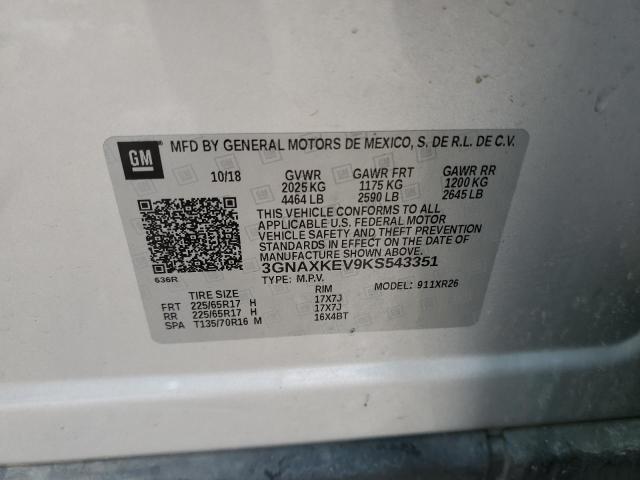 GM
MFD BY GENERAL MOTORS DE MEXICO, S. DE R.L. DE C.V.
10/18 GVWR GAWR FRT GAWR RR
2025 KG 1175 KG 1200 KG
4464 LB 2590 LB 2645 LB
THIS VEHICLE CONFORMS TO ALL
APPLICABLE U.S. FEDERAL MOTOR
VEHICLE SAFETY AND THEFT
PREVENTION STANDARDS IN EFFECT
ON THE DATE OF
MANUFACTURE SHOWN ABOVE.
3GNAXKEV9KS543351
636R
TYPE: M.P.V. MODEL: 911XR26
TIRE SIZE RIM
FRT 225/65R17 H 17X7J
RR 225/65R17 H 17X7J
SPA T135/70R16 M 16X4BT